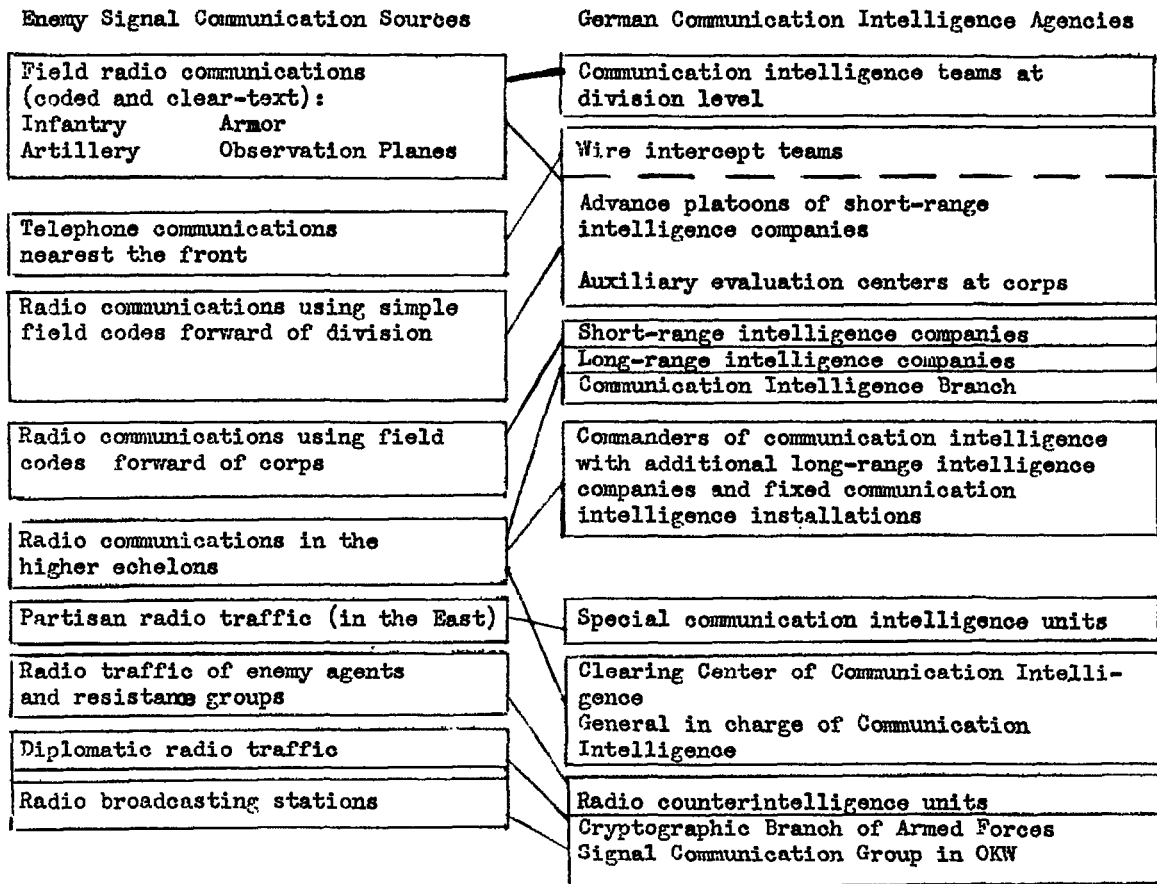 Enemy Signal Communication Sources
Field radio communications
(coded and clear-text):
Infantry Armor
Artillery Observation Planes
Telephone communications
nearest the front
Radio communications using simple
field codes forward of division
Radio communications using field
codes forward of corps
Radio communications in the
higher echelons
Partisan radio traffic (in the East)
Radio traffic of enemy agents
and resistance groups
Diplomatic radio traffic
Radio broadcasting stations
German Communication Intelligence Agencies
Communication intelligence teams at
division level
Wire intercept teams
Advance platoons of short-range
intelligence companies
Auxiliary evaluation centers at corps
Short-range intelligence companies
Long-range intelligence companies
Communication Intelligence Branch
Commanders of communication intelligence
with additional long-range intelligence
companies and fixed communication
intelligence installations
Special communication intelligence units
Clearing Center of Communication Intelli-
gence
General in charge of Communication
Intelligence
Radio counterintelligence units
Cryptographic Branch of Armed Forces
Signal Communication Group in OKW